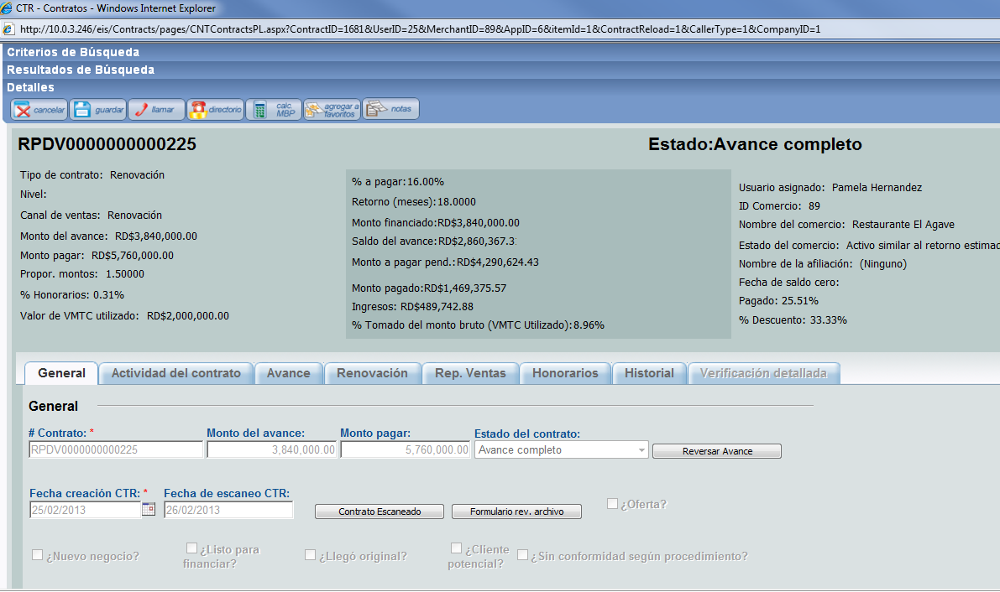 CTR - Contratos - Windows Internet Explorer
http://10.0.3.246/eis/Contracts/pages/CNTContractsPL.aspx?ContractID=1681&UserID=25&MerchantID=89&AppID=6&itemId=1&ContractReload=1&CallerType=1&CompanyID=1
Criterios de Búsqueda
Resultados de Búsqueda
Detalles
cancelar guardar llamar directorio calc. MBP agregar a favoritos notas
RPDV0000000000225 Estado:Avance completo
Tipo de contrato: Renovación
Nivel:
Canal de ventas: Renovación
Monto del avance: RD$3,840,000.00
Monto pagar: RD$5,760,000.00
Propor. montos: 1.50000
% Honorarios: 0.31%
Valor de VMTC utilizado: RD$2,000,000.00
% a pagar:16.00%
Retorno (meses):18.0000
Monto financiado:RD$3,840,000.00
Saldo del avance:RD$2,860,367.31
Monto a pagar pend.:RD$4,290,624.43
Monto pagado:RD$1,469,375.57
Ingresos: RD$489,742.88
% Tomado del monto bruto (VMTC Utilizado):8.96%
Usuario asignado: Pamela Hernandez
ID Comercio: 89
Nombre del comercio: Restaurante El Agave
Estado del comercio: Activo similar al retorno estimad
Nombre de la afiliación: (Ninguno)
Fecha de saldo cero:
Pagado: 25.51%
% Descuento: 33.33%
General Actividad del contrato Avance Renovación Rep. Ventas Honorarios Historial Verificación detallada
General
# Contrato: * Monto del avance: Monto pagar: Estado del contrato:
RPDV0000000000225 3,840,000.00 5,760,000.00 Avance completo Reversar Avance
Fecha creación CTR: * Fecha de escaneo CTR:
25/02/2013 26/02/2013 Contrato Escaneado Formulario rev. archivo ¿Oferta?
¿Nuevo negocio? ¿Listo para financiar? ¿Llegó original? ¿Cliente potencial? ¿Sin conformidad según procedimiento?